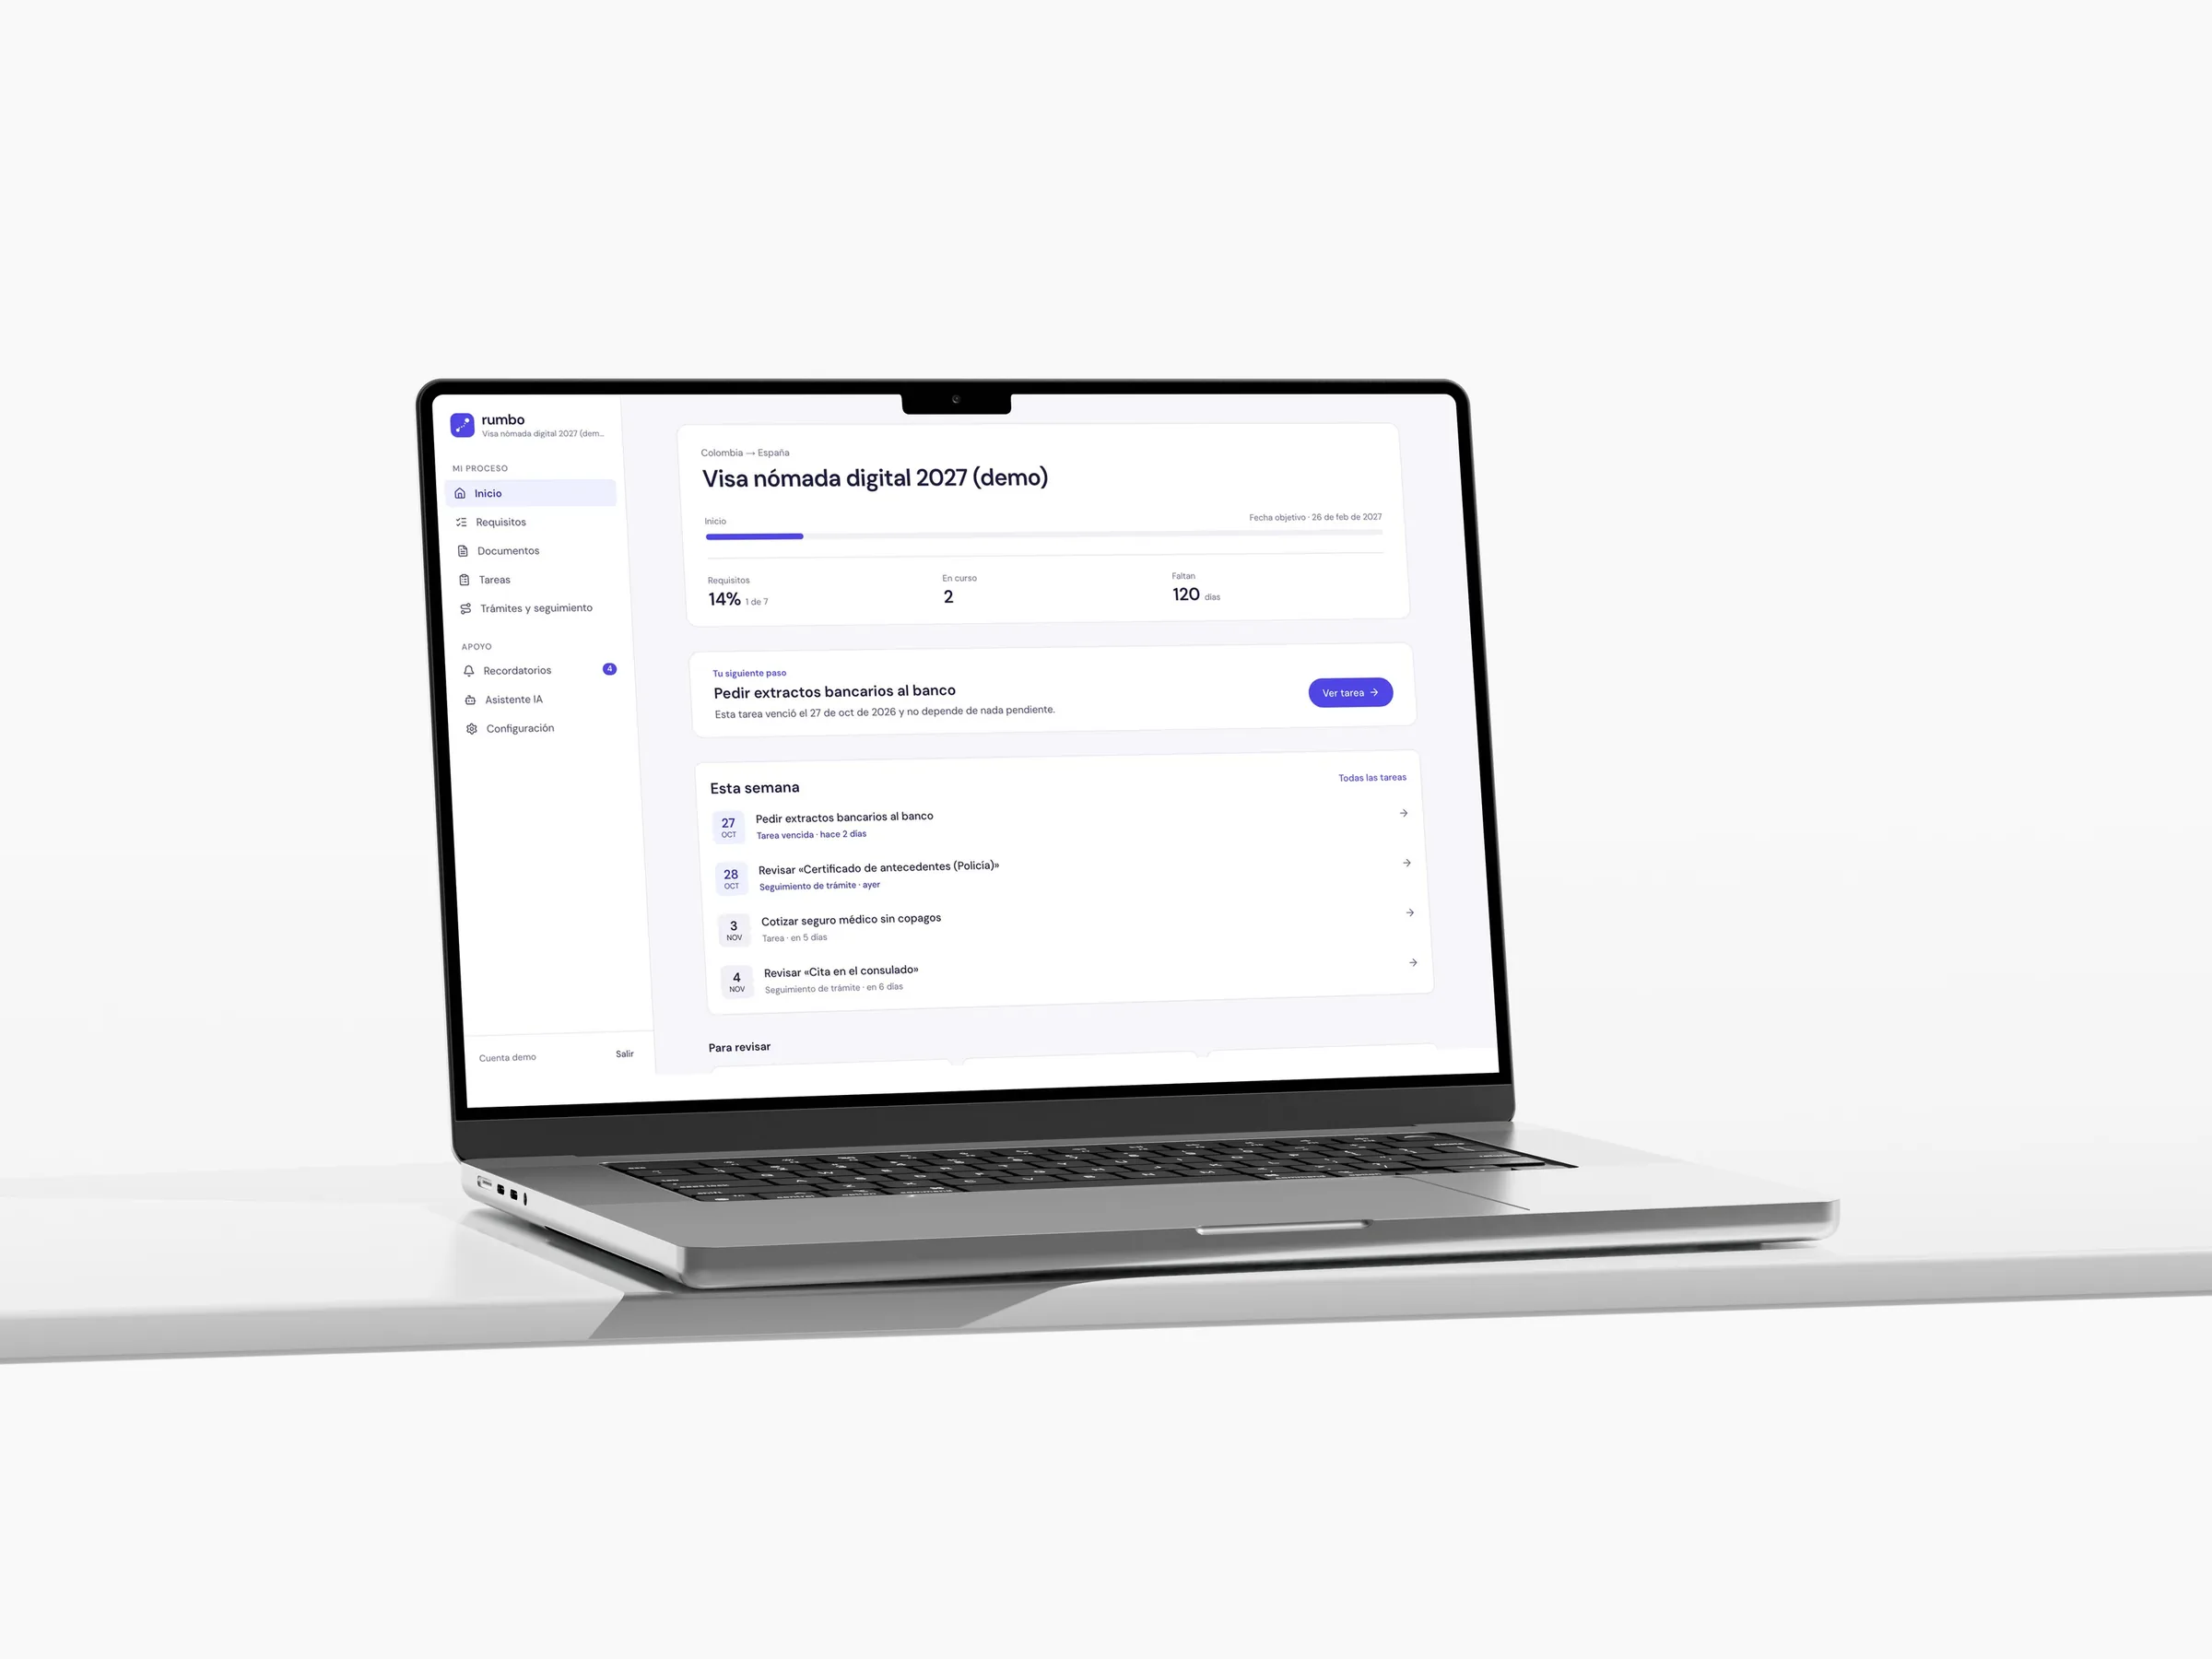 rumbo
Visa nómada digital 2027 (dem...
MI PROCESO
Inicio
Requisitos
Documentos
Tareas
Trámites y seguimiento
APOYO
Recordatorios 4
Asistente IA
Configuración
Cuenta demo Salir
Colombia → España
Visa nómada digital 2027 (demo)
Inicio Fecha objetivo · 26 de feb de 2027
Requisitos En curso Faltan
14% 1 de 7 2 120 días
Tu siguiente paso
Pedir extractos bancarios al banco
Esta tarea venció el 27 de oct de 2026 y no depende de nada pendiente.
Ver tarea →
Esta semana Todas las tareas
27 OCT
Pedir extractos bancarios al banco
Tarea vencida · hace 2 días
28 OCT
Revisar «Certificado de antecedentes (Policía)»
Seguimiento de trámite · ayer
3 NOV
Cotizar seguro médico sin copagos
Tarea · en 5 días
4 NOV
Revisar «Cita en el consulado»
Seguimiento de trámite · en 6 días
Para revisar